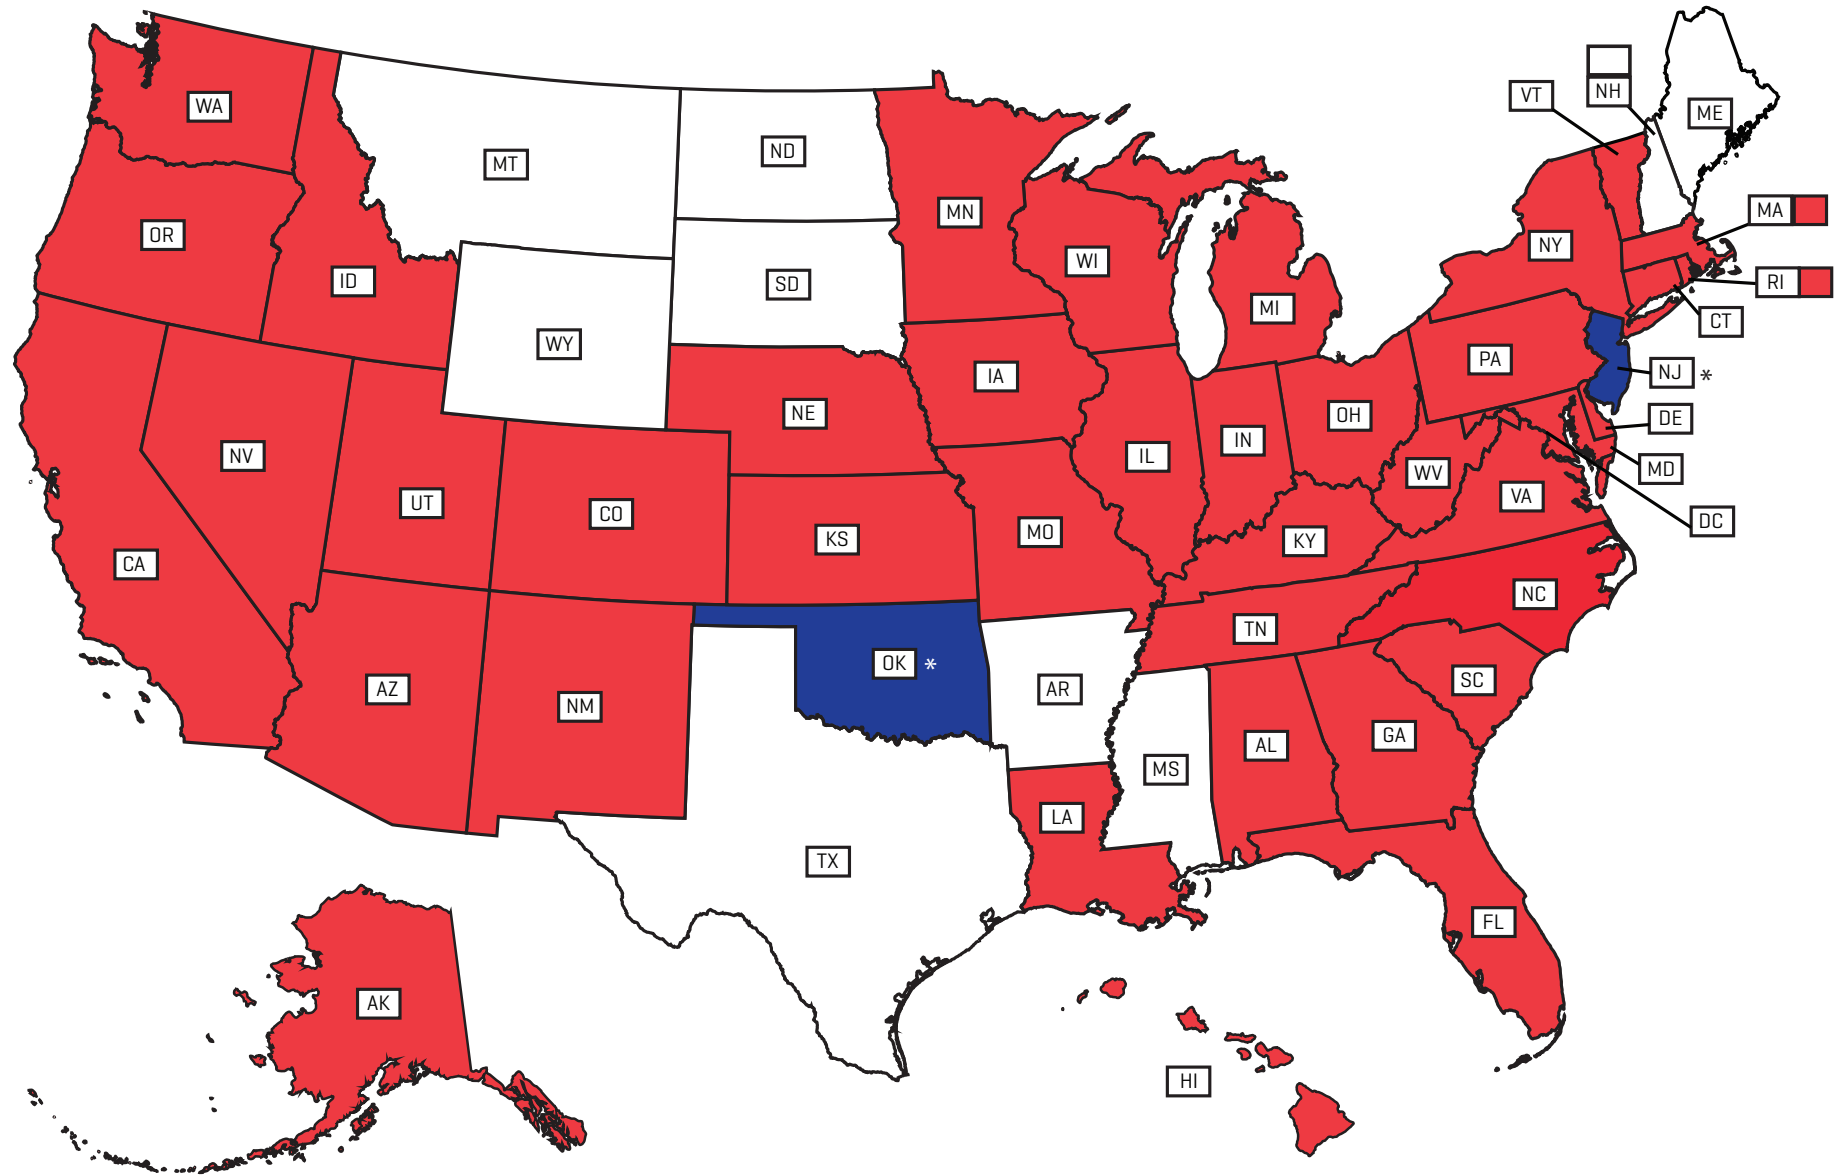 WA
MT
ND
MN
VT
NH
ME
OR
ID
SD
WI
MI
NY
MA
RI
CT
WY
IA
NE
PA
NJ *
DE
NV
UT
CO
KS
MO
IL
IN
OH
WV
VA
MD
DC
CA
KY
NC
AZ
NM
OK *
AR
TN
SC
MS
AL
GA
LA
TX
FL
AK
HI